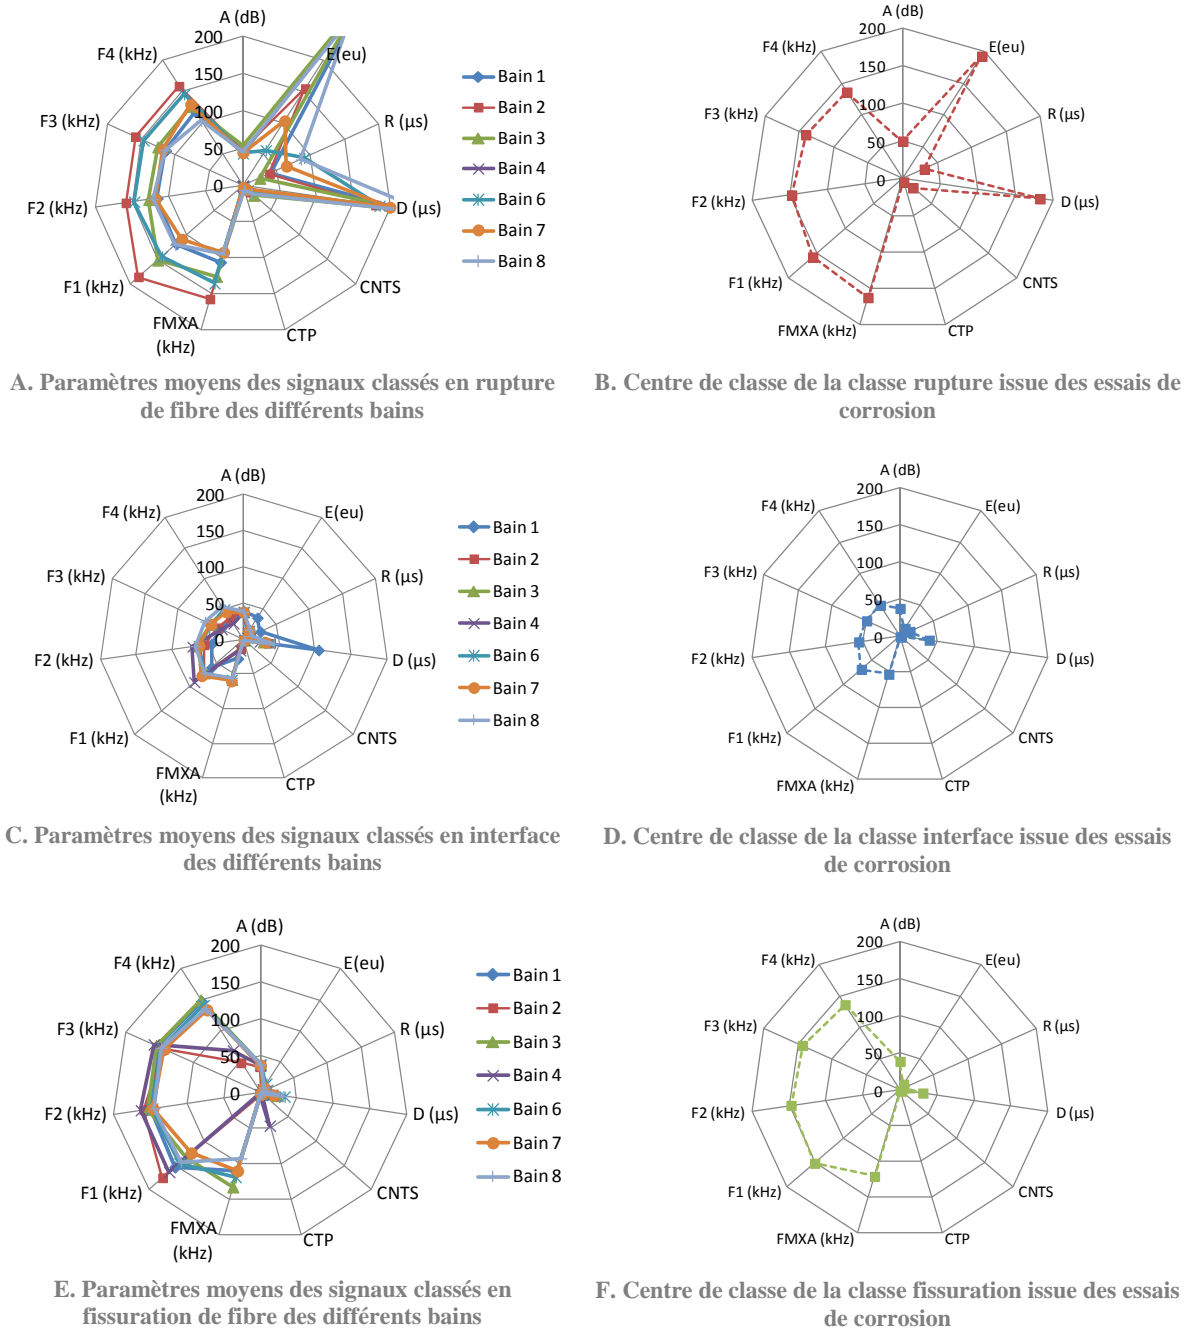 A (dB)
E(eu)
R (µs)
D (µs)
CNTS
CTP
FMXA
(kHz)
F1 (kHz)
F2 (kHz)
F3 (kHz)
F4 (kHz)
200
150
100
50
0
Bain 1
Bain 2
Bain 3
Bain 4
Bain 6
Bain 7
Bain 8
A (dB)
E(eu)
R (µs)
D (µs)
CNTS
CTP
FMXA (kHz)
F1 (kHz)
F2 (kHz)
F3 (kHz)
F4 (kHz)
200
150
100
50
0
A. Paramètres moyens des signaux classés en rupture
de fibre des différents bains
B. Centre de classe de la classe rupture issue des essais de
corrosion
A (dB)
E(eu)
R (µs)
D (µs)
CNTS
CTP
FMXA
(kHz)
F1 (kHz)
F2 (kHz)
F3 (kHz)
F4 (kHz)
200
150
100
50
0
Bain 1
Bain 2
Bain 3
Bain 4
Bain 6
Bain 7
Bain 8
A (dB)
E(eu)
R (µs)
D (µs)
CNTS
CTP
FMXA (kHz)
F1 (kHz)
F2 (kHz)
F3 (kHz)
F4 (kHz)
200
150
100
50
0
C. Paramètres moyens des signaux classés en interface
des différents bains
D. Centre de classe de la classe interface issue des essais
de corrosion
A (dB)
E(eu)
R (µs)
D (µs)
CNTS
CTP
FMXA
(kHz)
F1 (kHz)
F2 (kHz)
F3 (kHz)
F4 (kHz)
200
150
100
50
0
Bain 1
Bain 2
Bain 3
Bain 4
Bain 6
Bain 7
Bain 8
A (dB)
E(eu)
R (µs)
D (µs)
CNTS
CTP
FMXA (kHz)
F1 (kHz)
F2 (kHz)
F3 (kHz)
F4 (kHz)
200
150
100
50
0
E. Paramètres moyens des signaux classés en
fissuration de fibre des différents bains
F. Centre de classe de la classe fissuration issue des essais
de corrosion